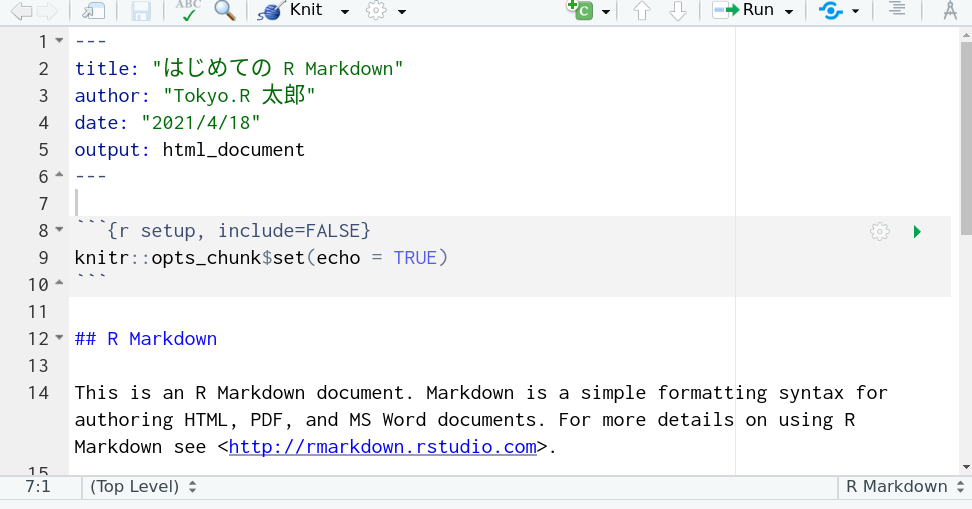 ABC Knit C Run
1 ---
2 title: "はじめての R Markdown"
3 author: "Tokyo.R 太郎"
4 date: "2021/4/18"
5 output: html_document
6 ---
7
8 ```{r setup, include=FALSE}
9 knitr::opts_chunk$set(echo = TRUE)
10 ```
11
12 ## R Markdown
13
14 This is an R Markdown document. Markdown is a simple formatting syntax for
authoring HTML, PDF, and MS Word documents. For more details on using R
Markdown see <http://rmarkdown.rstudio.com>.
15
7:1 (Top Level) R Markdown